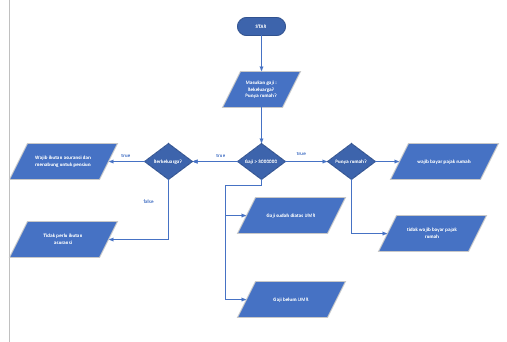 STAR
Masukan gaji :
Bekeluarga?
Punya rumah?
Wajib ikutan asuransi dan
menabung untuk pensiun
true
Berkeluarga?
true
Gaji > 3000000
false
Punya rumah?
wajib bayar pajak rumah
false
Gaji sudah diatas UMR
Tidak perlu ikutan
asuransi
tidak wajib bayar pajak
rumah
Gaji belum UMR